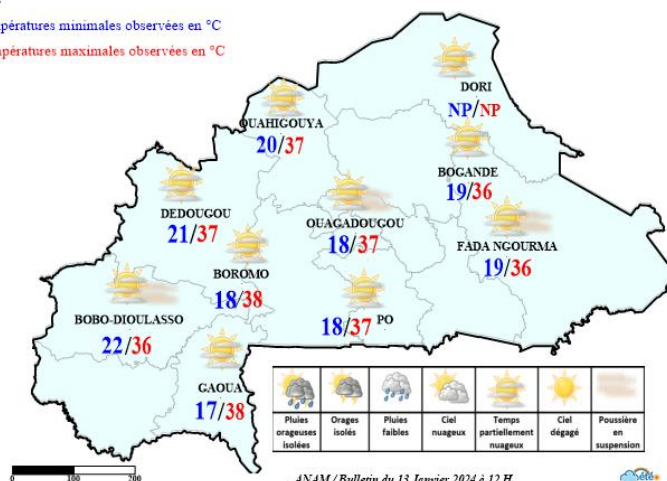 pératures minimales observées en °C
pératures maximales observées en °C
DORI
NP/NP
OUAHIGOUYA
20/37
BOGANDE
19/36
DEDOUGOU
21/37
OUAGADOUGOU
18/37
FADA NGOURMA
19/36
BOROMO
18/38
BOBO-DIOULASSO
22/36
18/37 PO
GAOUA
17/38
Pluies orageuses isolées
Orages isolés
Pluies faibles
Ciel nuageux
Temps partiellement nuageux
Ciel dégagé
Poussière en suspension
0 100 200
ANAM / Bulletin du 13 Janvier 2024 à 12 H
été